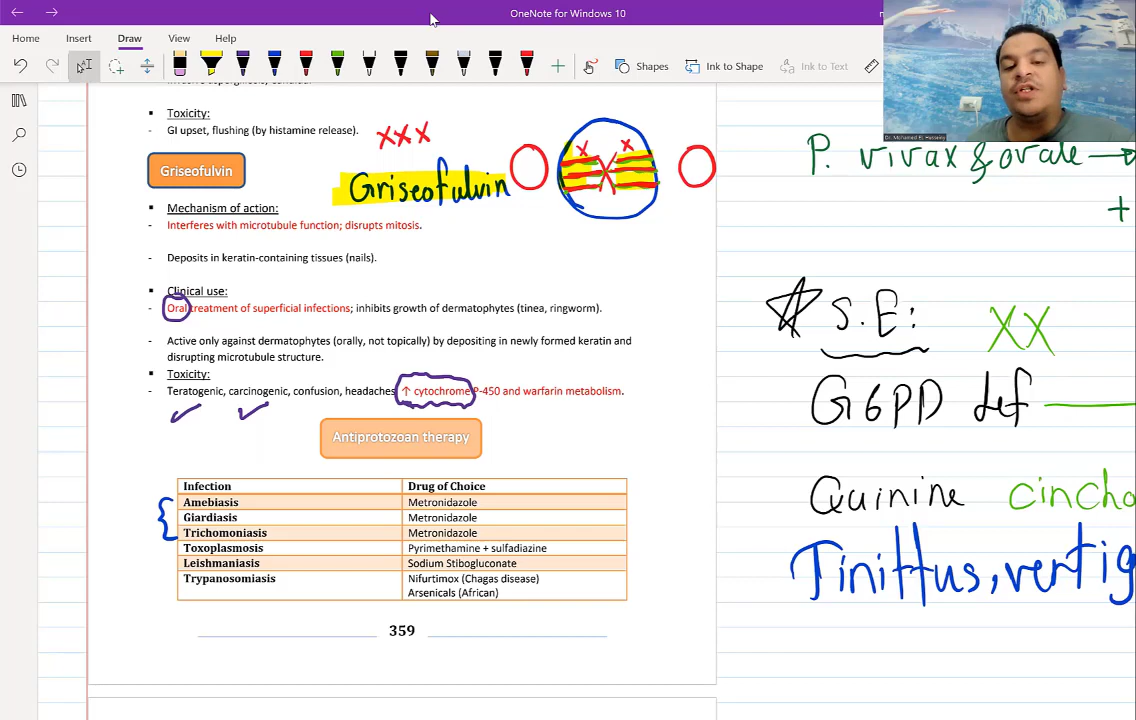 OneNote for Windows 10
Home Insert Draw View Help
Shapes Ink to Shape Ink to Text
Dr. Mohamed El Husseiny
Toxicity:
- GI upset, flushing (by histamine release). XXX
Griseofulvin
Griseofulvin
Mechanism of action:
- Interferes with microtubule function; disrupts mitosis.
- Deposits in keratin-containing tissues (nails).
Clinical use:
- Oral treatment of superficial infections; inhibits growth of dermatophytes (tinea, ringworm).
- Active only against dermatophytes (orally, not topically) by depositing in newly formed keratin and
disrupting microtubule structure.
Toxicity:
- Teratogenic, carcinogenic, confusion, headaches ↑ cytochrome P-450 and warfarin metabolism.
Antiprotozoan therapy
Infection Drug of Choice
Amebiasis Metronidazole
Giardiasis Metronidazole
Trichomoniasis Metronidazole
Toxoplasmosis Pyrimethamine + sulfadiazine
Leishmaniasis Sodium Stibogluconate
Trypanosomiasis Nifurtimox (Chagas disease)
Arsenicals (African)
359
P. vivax & ovale →
+
S.E: XX
G6PD def
Quinine cincho
Tinittus, vertig